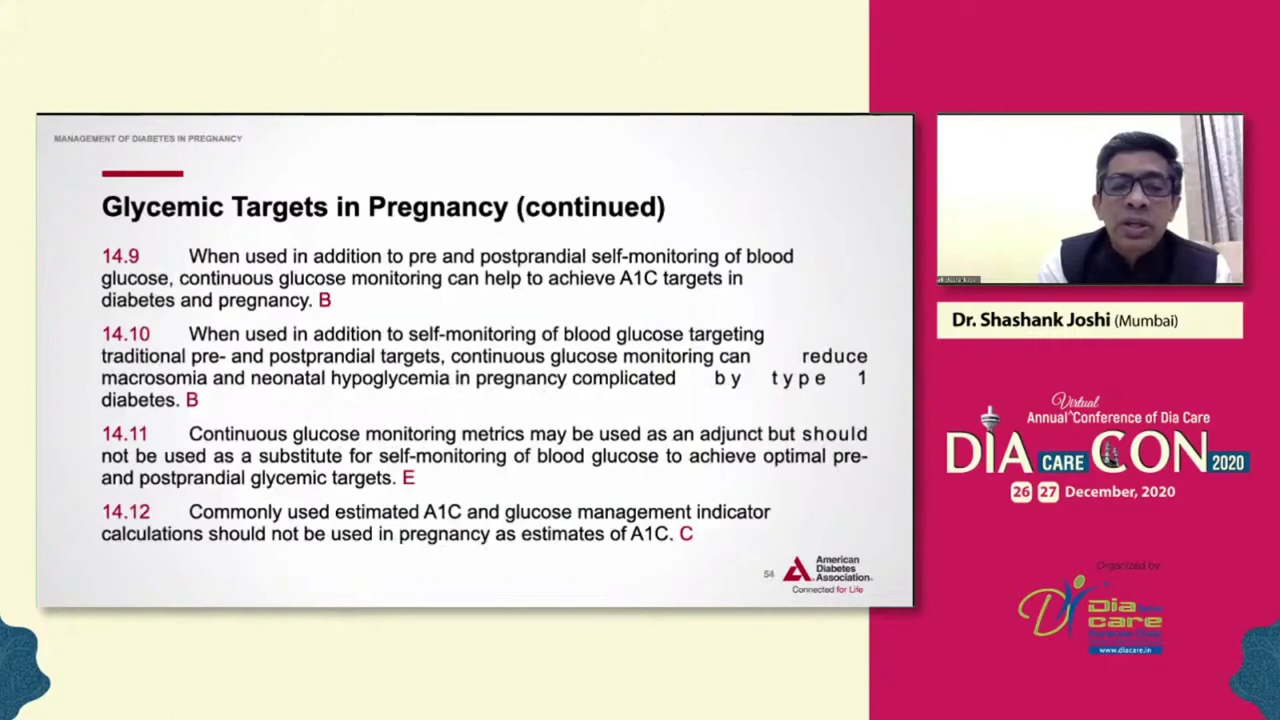 MANAGEMENT OF DIABETES IN PREGNANCY
Glycemic Targets in Pregnancy (continued)
14.9 When used in addition to pre and postprandial self-monitoring of blood
glucose, continuous glucose monitoring can help to achieve A1C targets in
diabetes and pregnancy. B
14.10 When used in addition to self-monitoring of blood glucose targeting
traditional pre- and postprandial targets, continuous glucose monitoring can reduce
macrosomia and neonatal hypoglycemia in pregnancy complicated by type 1
diabetes. B
14.11 Continuous glucose monitoring metrics may be used as an adjunct but should
not be used as a substitute for self-monitoring of blood glucose to achieve optimal pre-
and postprandial glycemic targets. E
14.12 Commonly used estimated A1C and glucose management indicator
calculations should not be used in pregnancy as estimates of A1C. C
54
American
Diabetes
Association.
Connected for Life
Dr. Shashank Joshi (Mumbai)
Virtual
Annual^Conference of Dia Care
DIA CARE CON 2020
26 27 December, 2020
Organized by
Dia
care
www.diacare.in